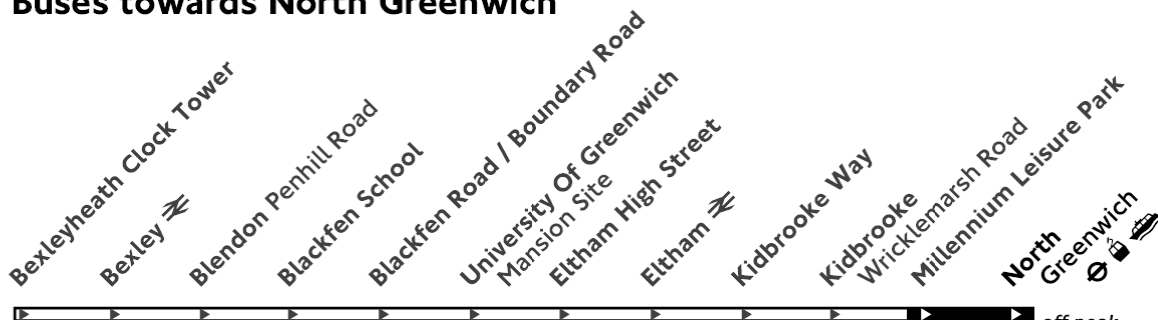 Buses towards North Greenwich
Bexleyheath Clock Tower
Bexley
Blendon Penhill Road
Blackfen School
Blackfen Road / Boundary Road
University Of Greenwich
Mansion Site
Eltham High Street
Eltham
Kidbrooke Way
Kidbrooke
Wricklemarsh Road
Millennium Leisure Park
North
Greenwich
off-peak